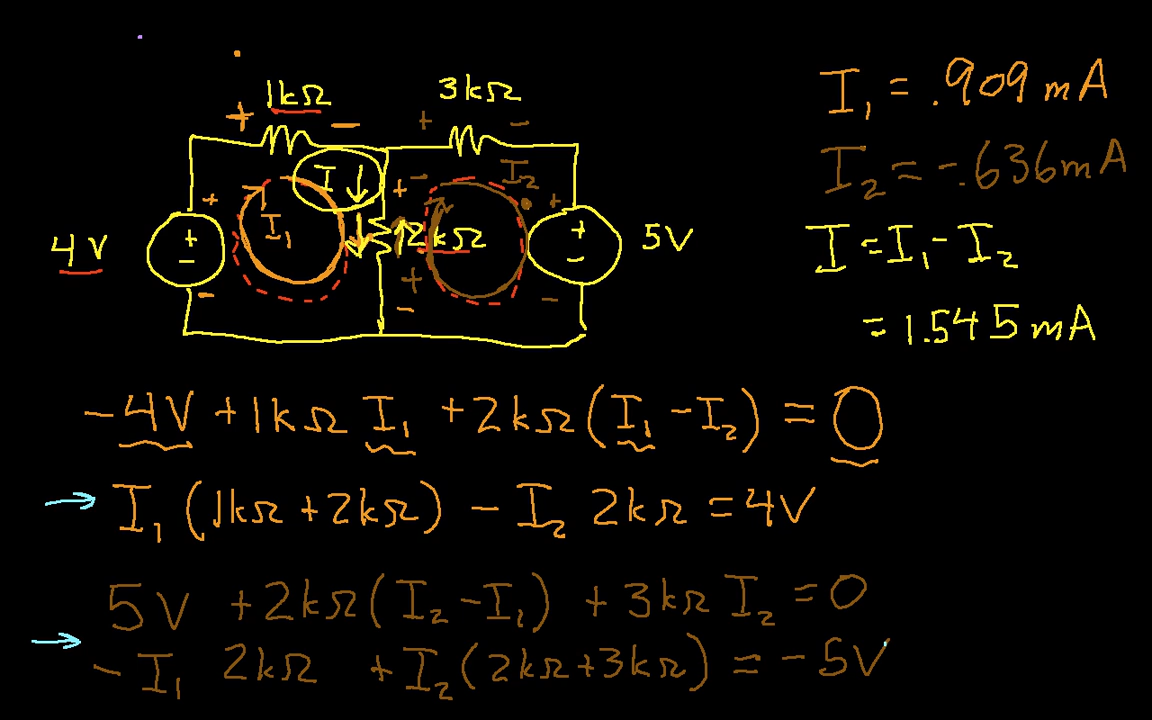 1kΩ 3kΩ
+ − + −
I
I₁ I₂
+ + − +
4V + − 2kΩ + − 5V
− + − −
I₁ = .909 mA
I₂ = -.636mA
I = I₁ − I₂
= 1.545 mA
−4V + 1kΩ I₁ + 2kΩ (I₁ − I₂) = 0
→ I₁ (1kΩ + 2kΩ) − I₂ 2kΩ = 4V
5V + 2kΩ (I₂ − I₁) + 3kΩ I₂ = 0
→ − I₁ 2kΩ + I₂ (2kΩ + 3kΩ) = −5V